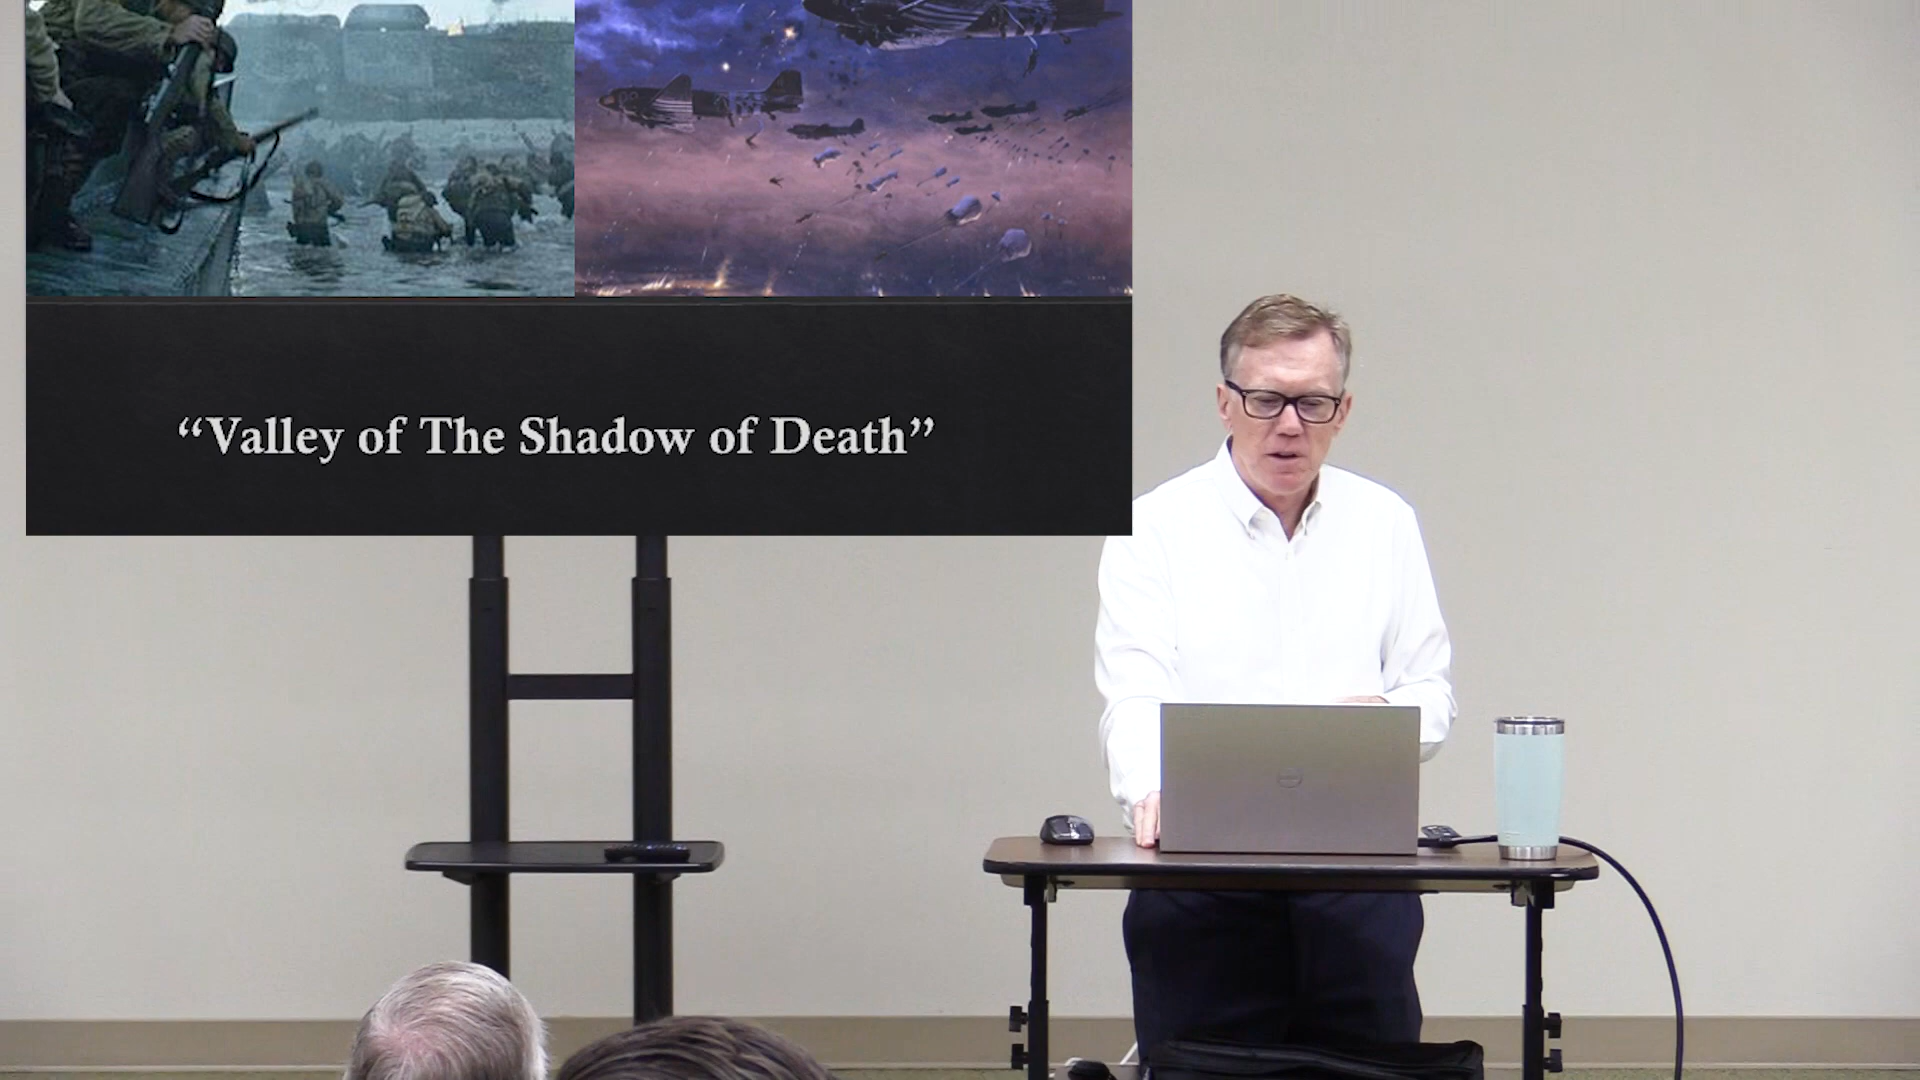 “Valley of The Shadow of Death”